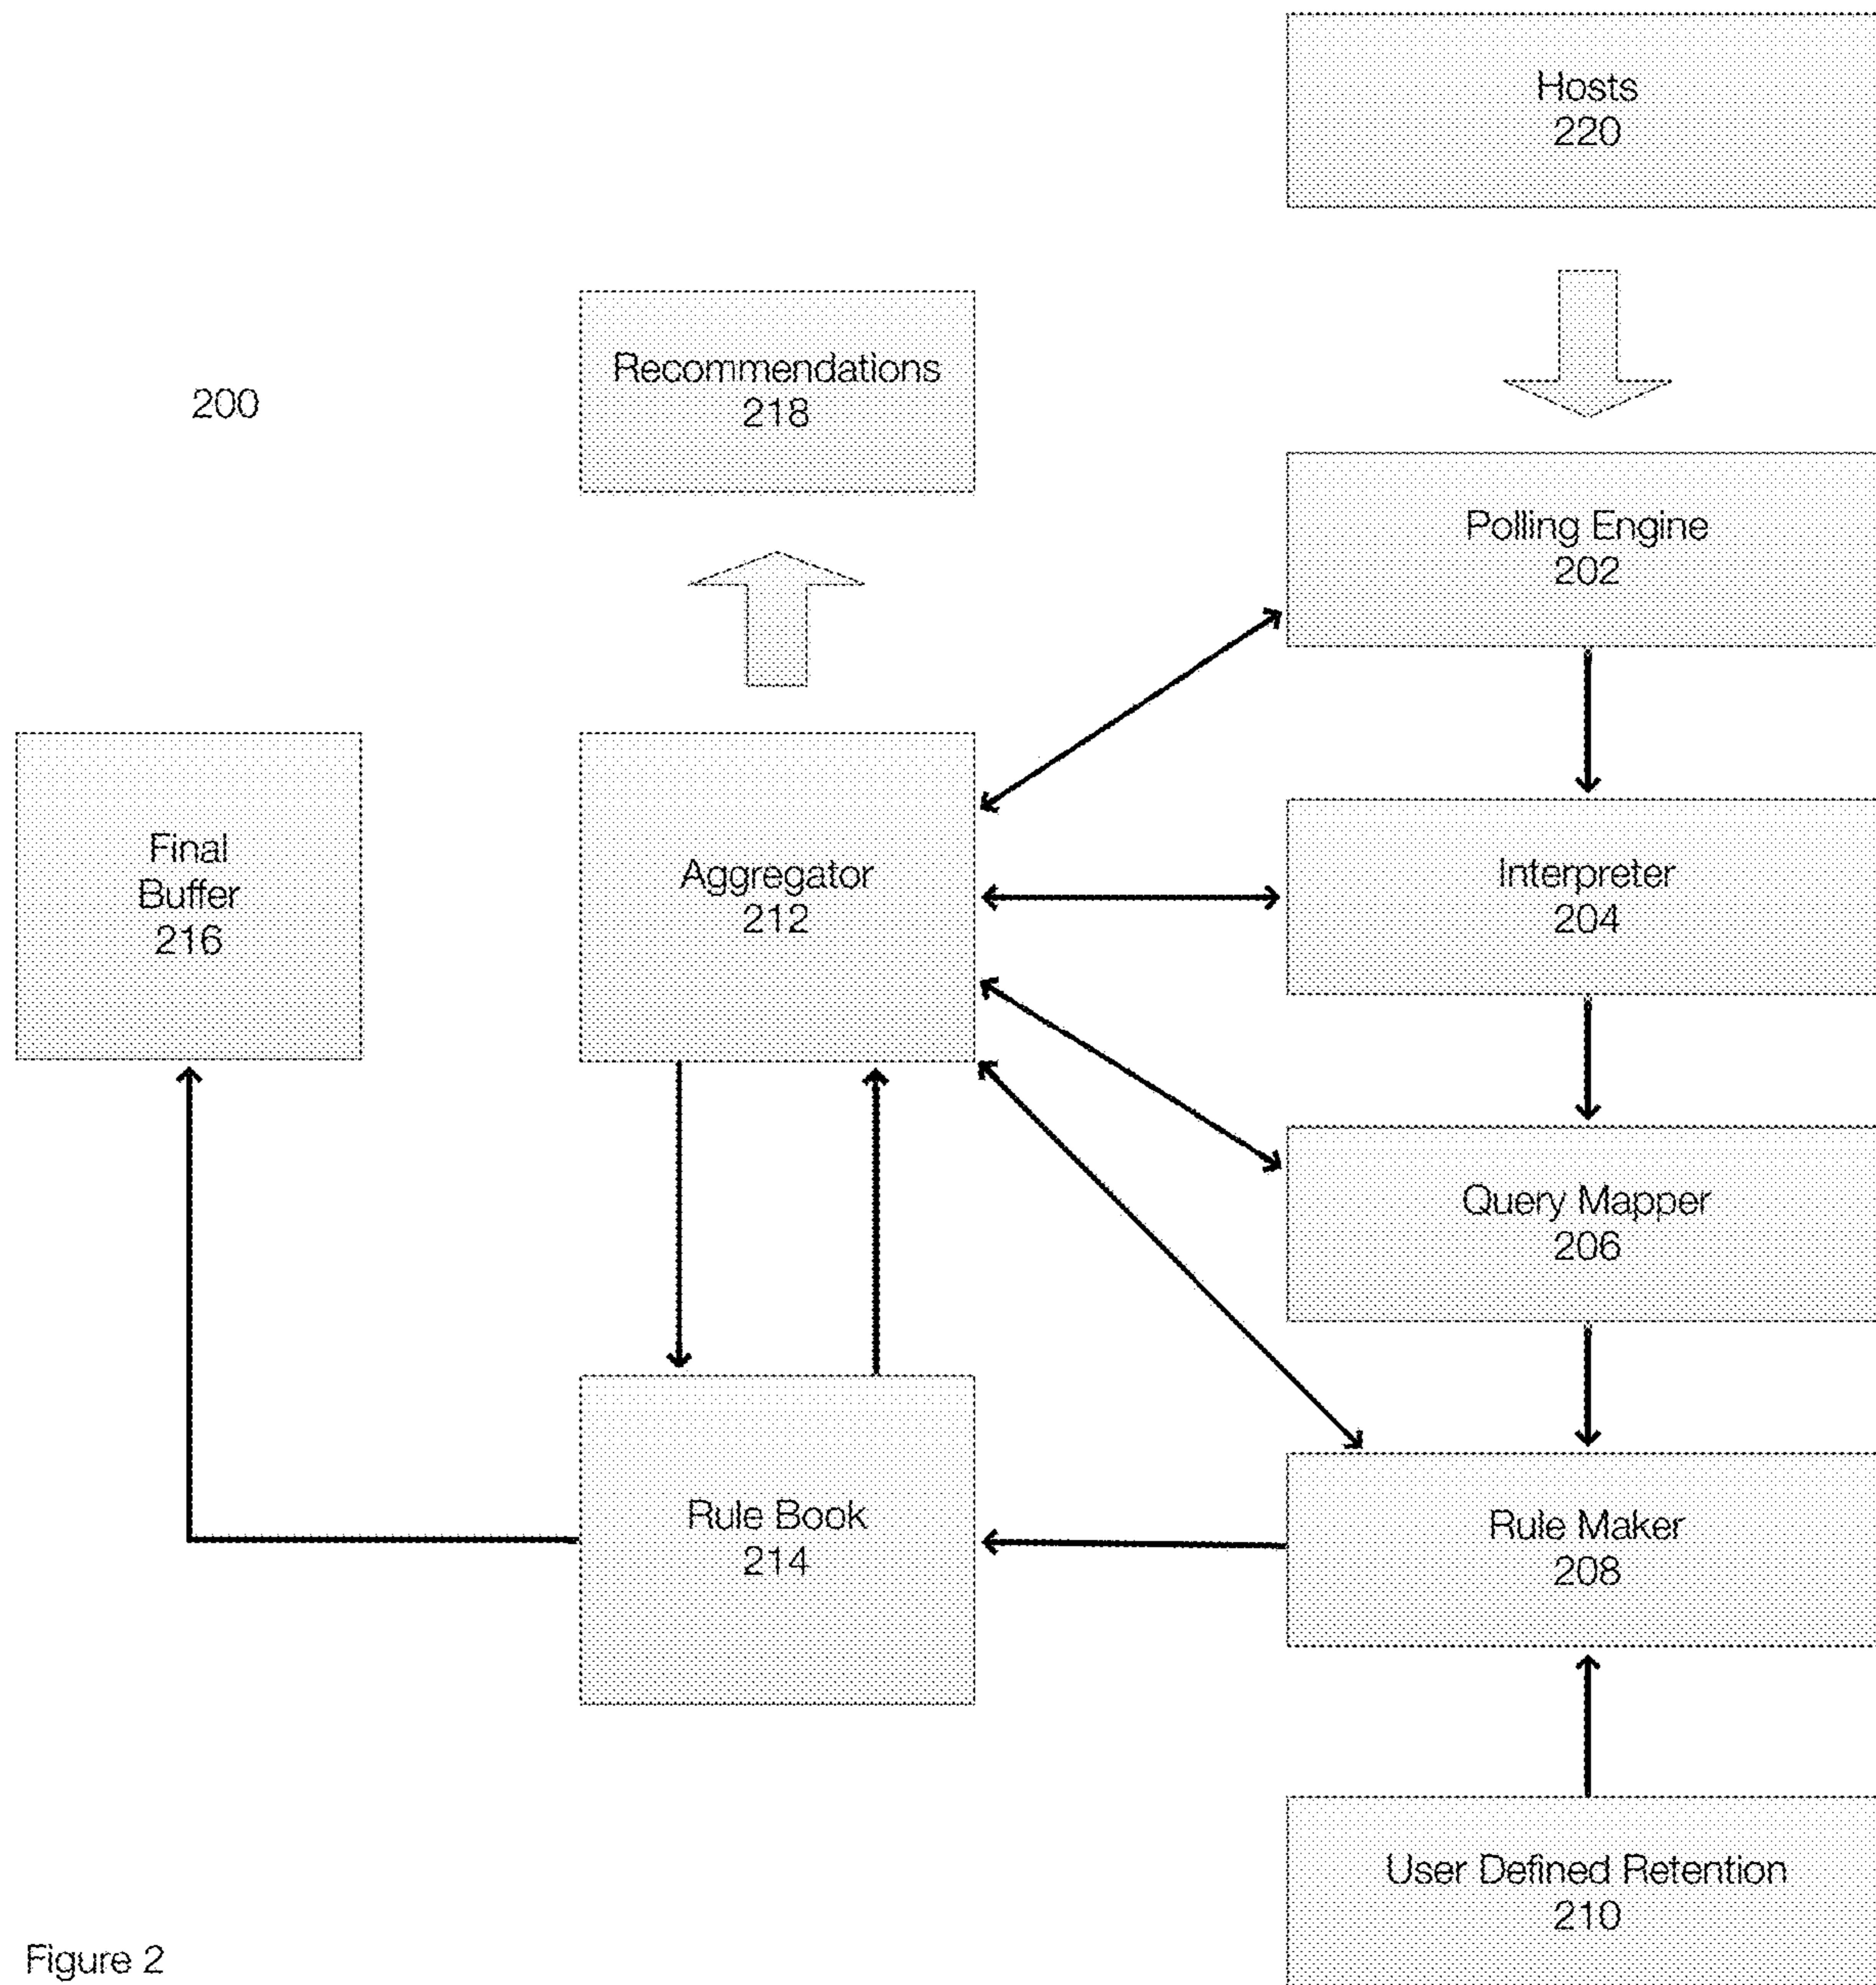 Hosts
220
Recommendations
218
200
Polling Engine
202
Final
Buffer
216
Aggregator
212
Interpreter
204
Query Mapper
206
Rule Book
214
Rule Maker
208
User Defined Retention
210
Figure 2